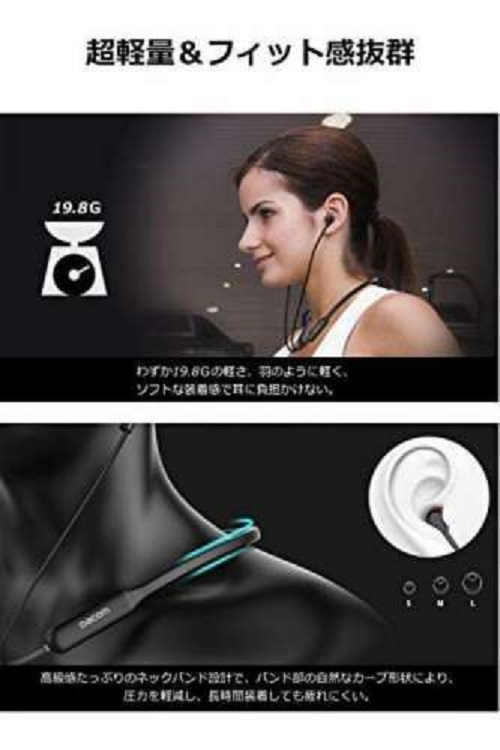 超軽量＆フィット感抜群
19.8G
わずか19.8Gの軽さ、羽のように軽く、
ソフトな装着感で耳に負担かけない。
dacom
S M L
高級感たっぷりのネックバンド設計で、バンド部の自然なカーブ形状により、
圧力を軽減し、長時間装着しても疲れにくい。